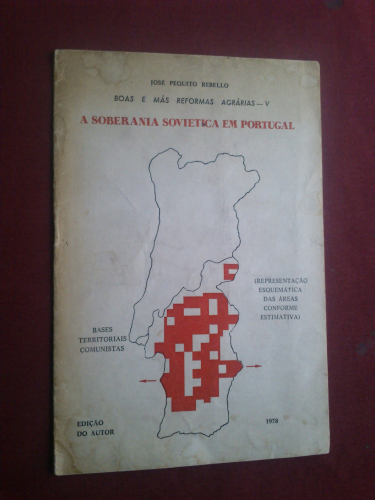 JOSÉ PEQUITO REBELLO
BOAS E MÁS REFORMAS AGRÁRIAS — V
A SOBERANIA SOVIETICA EM PORTUGAL
(REPRESENTAÇÃO
ESQUEMÁTICA
DAS ÁREAS
CONFORME
ESTIMATIVA)
BASES
TERRITORIAIS
COMUNISTAS
EDIÇÃO
DO AUTOR
1978